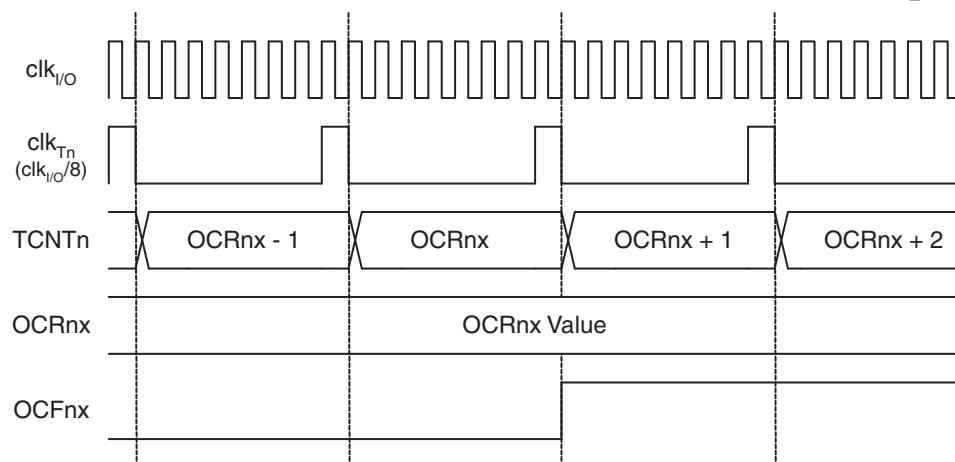 clkI/O
clkTn
(clkI/O/8)
TCNTn
OCRnx - 1
OCRnx
OCRnx + 1
OCRnx + 2
OCRnx
OCRnx Value
OCFnx